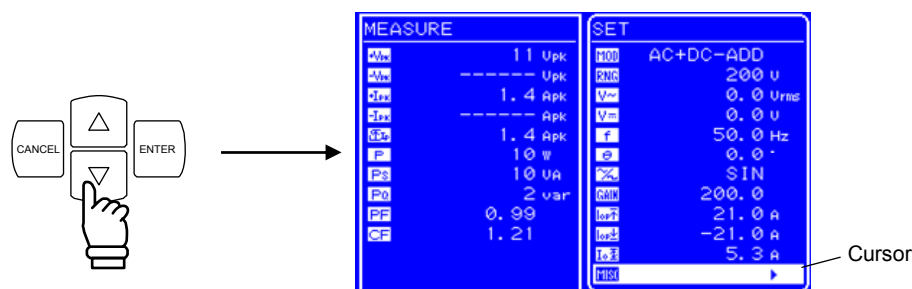 CANCEL
ENTER
MEASURE
+VPK 11 VPK
-VPK ------ VPK
+IPK 1.4 APK
-IPK ------ APK
1.4 APK
P 10 W
PS 10 VA
PQ 2 var
PF 0.99
CF 1.21
SET
MOD AC+DC-ADD
RNG 200 V
V~ 0.0 Vrms
V⎓ 0.0 V
f 50.0 Hz
θ 0.0 °
SIN
GAIN 200.0
21.0 A
-21.0 A
5.3 A
MISC
Cursor